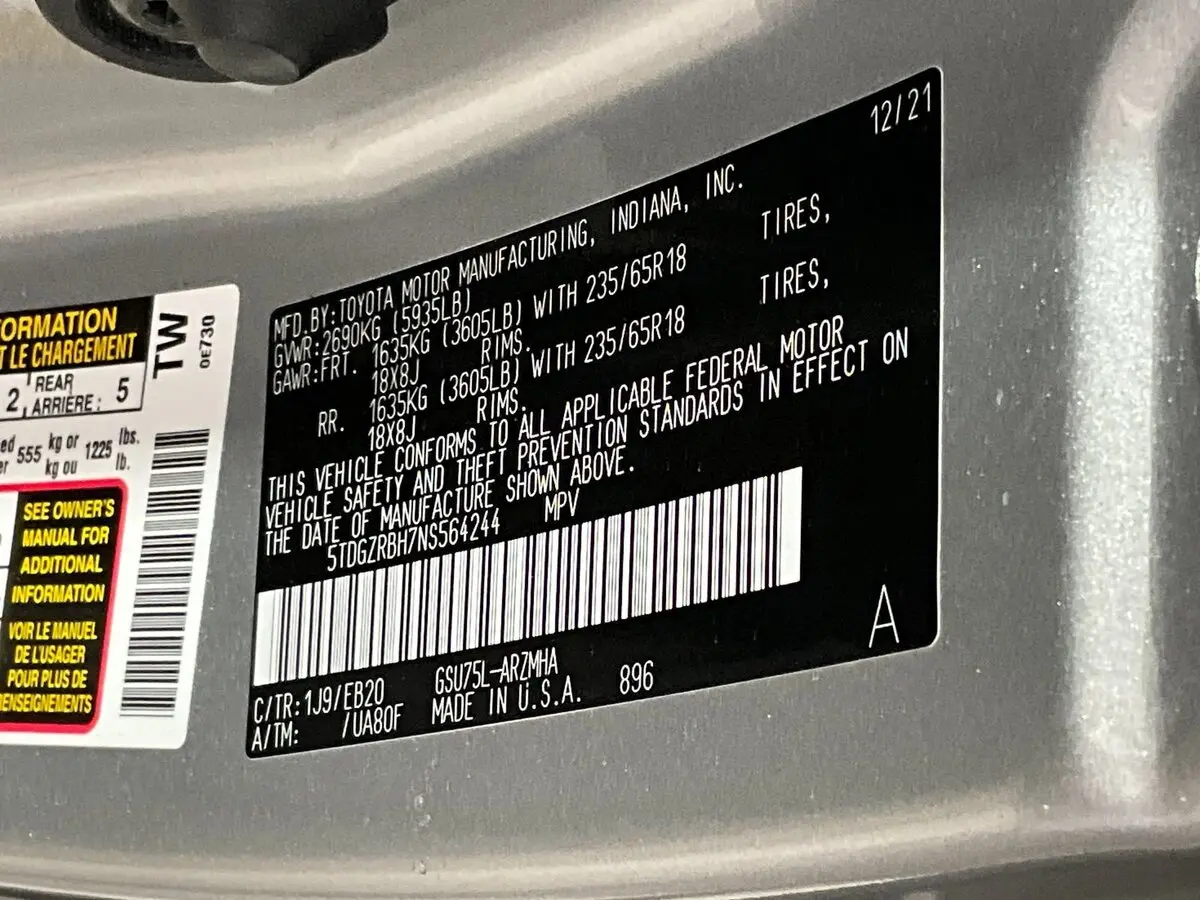 12/21
MFD.BY:TOYOTA MOTOR MANUFACTURING, INDIANA, INC.
GVWR:2690KG (5935LB)
GAWR:FRT. 1635KG (3605LB) WITH 235/65R18 TIRES,
18X8J RIMS.
RR. 1635KG (3605LB) WITH 235/65R18 TIRES,
18X8J RIMS.
THIS VEHICLE CONFORMS TO ALL APPLICABLE FEDERAL MOTOR
VEHICLE SAFETY AND THEFT PREVENTION STANDARDS IN EFFECT ON
THE DATE OF MANUFACTURE SHOWN ABOVE.
5TDGZRBH7NS564244 MPV
A
C/TR:1J9/EB20 GSU75L-ARZMHA
A/TM: /UA80F MADE IN U.S.A. 896
LE CHARGEMENT
TW
0E730
2 REAR
ARRIÈRE: 5
555 kg or 1225 lbs.
kg ou lb.
SEE OWNER'S
MANUAL FOR
ADDITIONAL
INFORMATION
VOIR LE MANUEL
DE L'USAGER
POUR PLUS DE